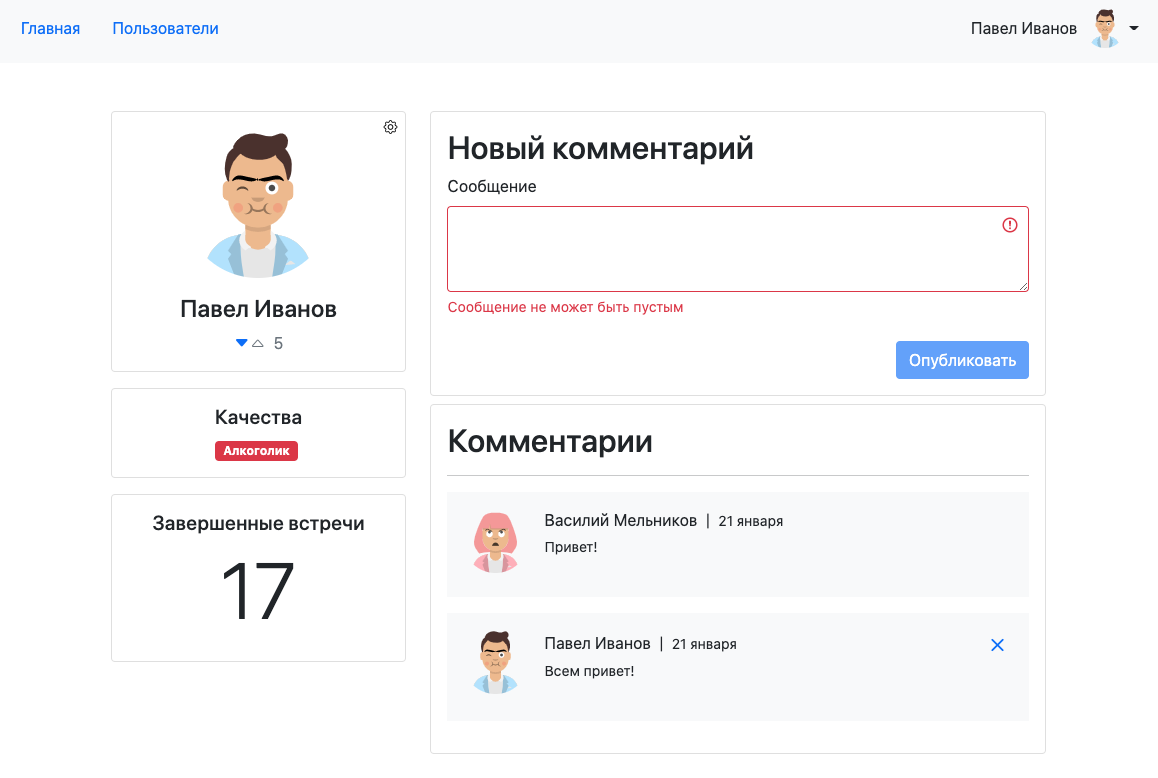 Главная Пользователи Павел Иванов
Павел Иванов
5
Качества
Алкоголик
Завершенные встречи
17
Новый комментарий
Сообщение
Сообщение не может быть пустым
Опубликовать
Комментарии
Василий Мельников | 21 января
Привет!
Павел Иванов | 21 января
Всем привет!